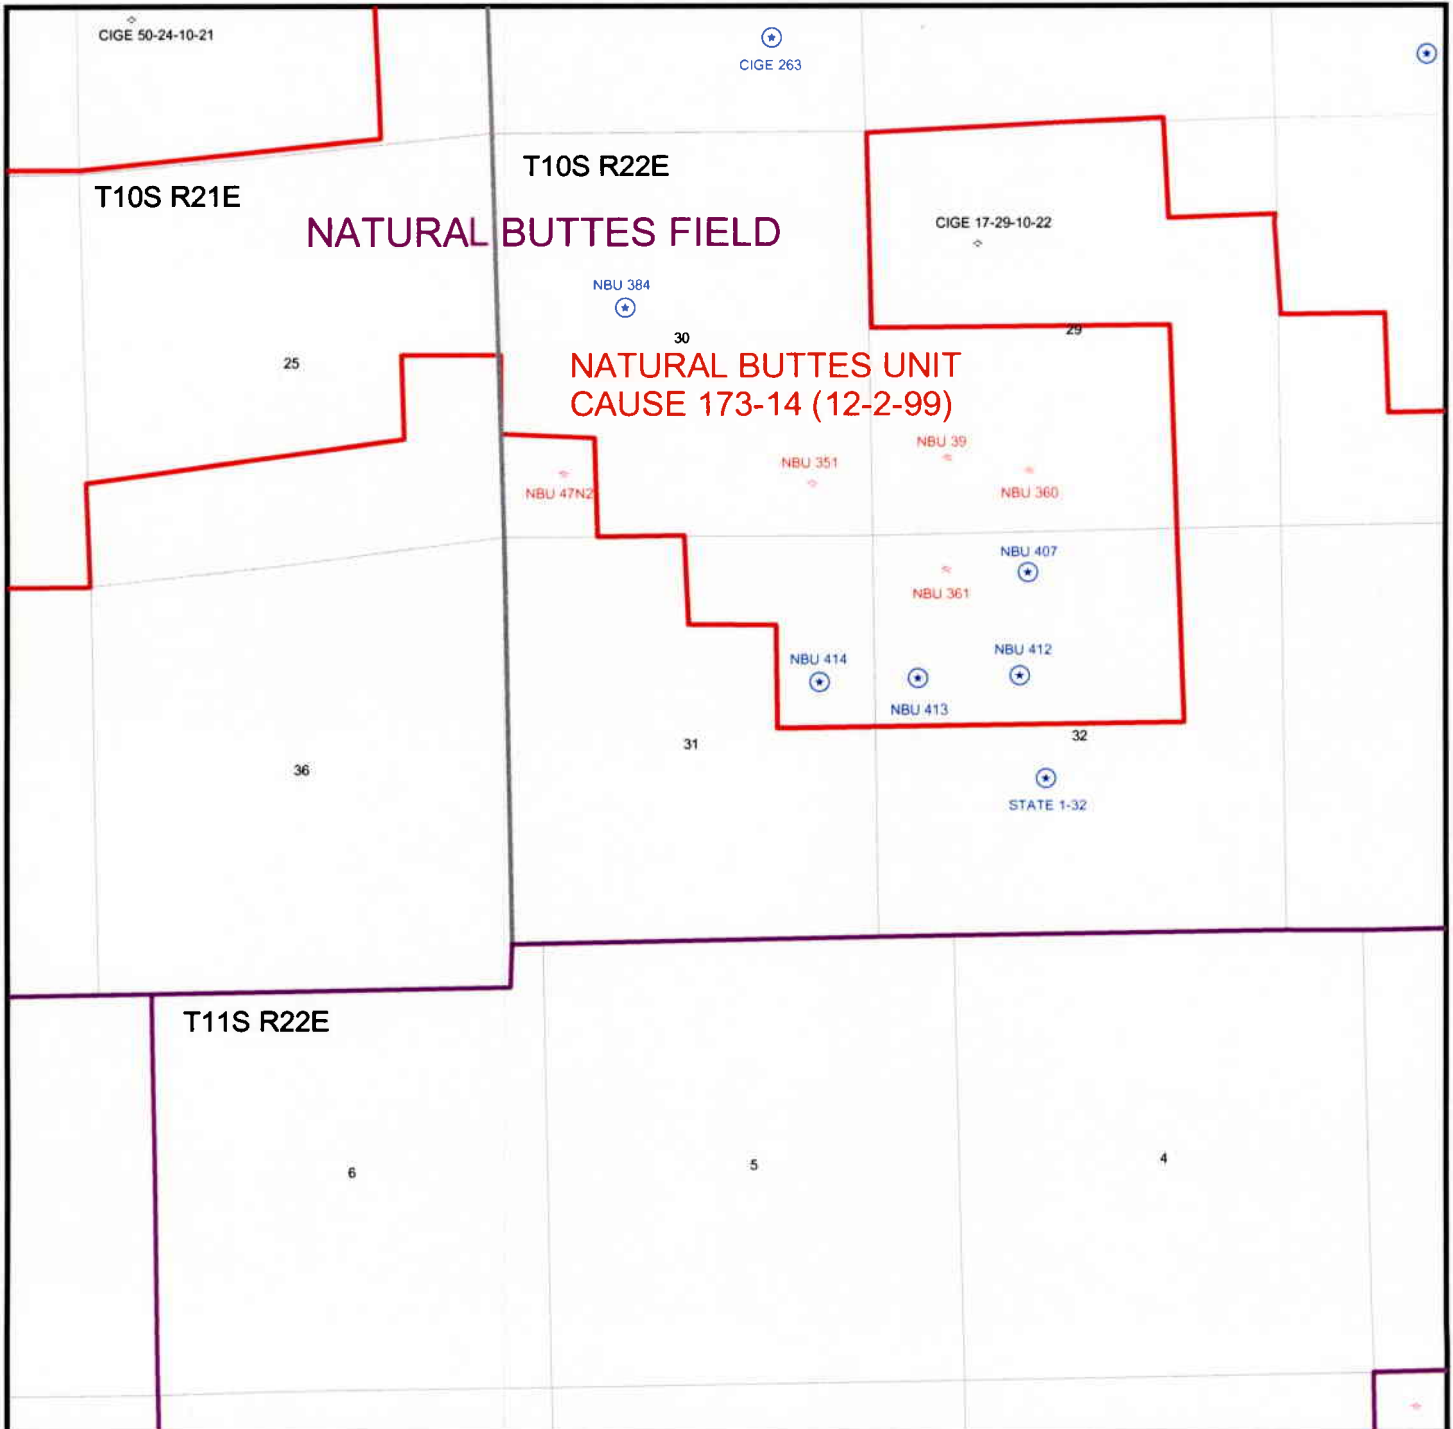 CIGE 50-24-10-21
CIGE 263
T10S R21E
T10S R22E
NATURAL BUTTES FIELD
CIGE 17-29-10-22
NBU 384
30
29
25
NATURAL BUTTES UNIT
CAUSE 173-14 (12-2-99)
NBU 39
NBU 351
NBU 47N2
NBU 360
NBU 407
NBU 361
NBU 414
NBU 412
NBU 413
31
32
36
STATE 1-32
T11S R22E
6
5
4